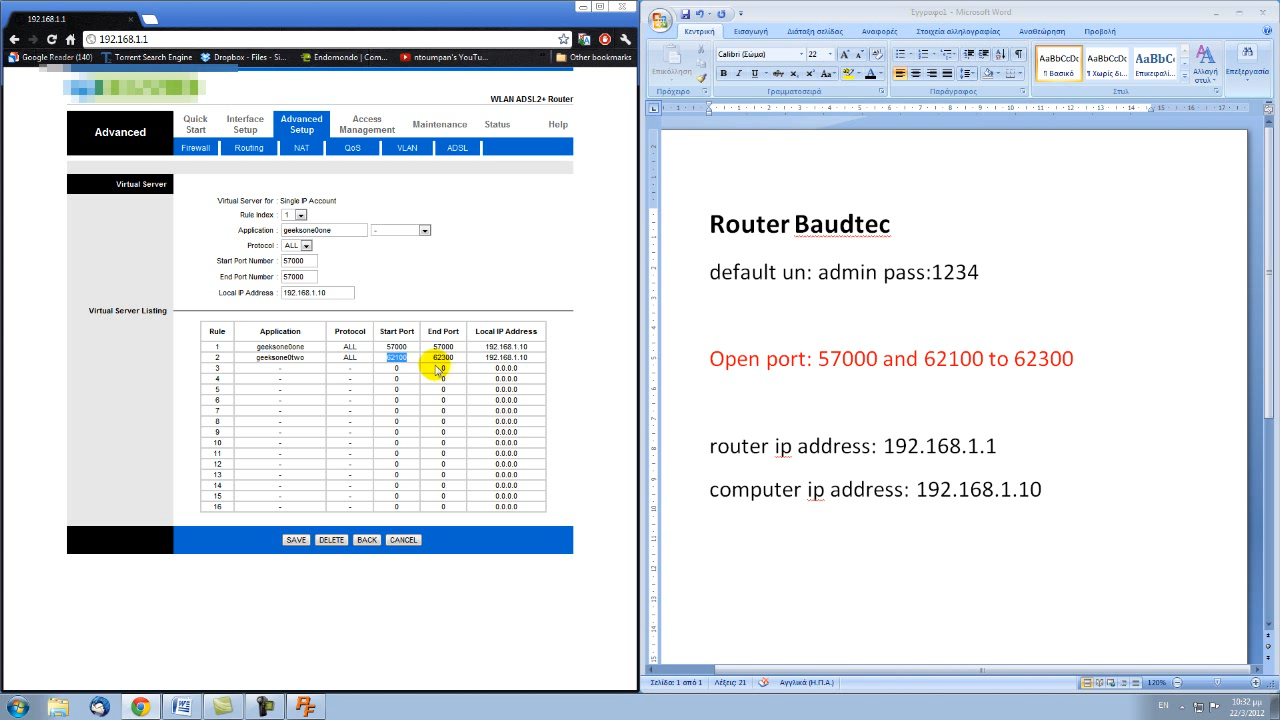 192.168.1.1
192.168.1.1
Google Reader (140) Torrent Search Engine Dropbox - Files - Si... Endomondo | Com... ntoumpan's YouTu... Other bookmarks
WLAN ADSL2+ Router
Advanced
Quick Start Interface Setup Advanced Setup Access Management Maintenance Status Help
Firewall Routing NAT QoS VLAN ADSL
Virtual Server
Virtual Server for : Single IP Account
Rule Index : 1
Application : geeksone0one -
Protocol : ALL
Start Port Number : 57000
End Port Number : 57000
Local IP Address : 192.168.1.10
Virtual Server Listing
Rule Application Protocol Start Port End Port Local IP Address
1 geeksone0one ALL 57000 57000 192.168.1.10
2 geeksone0two ALL 62100 62300 192.168.1.10
3 - - 0 0 0.0.0.0
4 - - 0 0 0.0.0.0
5 - - 0 0 0.0.0.0
6 - - 0 0 0.0.0.0
7 - - 0 0 0.0.0.0
8 - - 0 0 0.0.0.0
9 - - 0 0 0.0.0.0
10 - - 0 0 0.0.0.0
11 - - 0 0 0.0.0.0
12 - - 0 0 0.0.0.0
13 - - 0 0 0.0.0.0
14 - - 0 0 0.0.0.0
15 - - 0 0 0.0.0.0
16 - - 0 0 0.0.0.0
SAVE DELETE BACK CANCEL
Έγγραφο1 - Microsoft Word
Κεντρική Εισαγωγή Διάταξη σελίδας Αναφορές Στοιχεία αλληλογραφίας Αναθεώρηση Προβολή
Επικόλληση
Calibri 12
AaBbCcDc AaBbCcDc AaBbC
¶ Βασικό ¶ Χωρίς δι... Επικεφαλί...
Αλλαγή στυλ
Επεξεργασία
Πρόχειρο Γραμματοσειρά Παράγραφος Στυλ
Router Baudtec
default un: admin pass:1234
Open port: 57000 and 62100 to 62300
router ip address: 192.168.1.1
computer ip address: 192.168.1.10
Σελίδα: 1 από 1 Λέξεις: 21 Αγγλικά (Η.Π.Α.) 120%
EN
10:32 μμ
22/3/2012